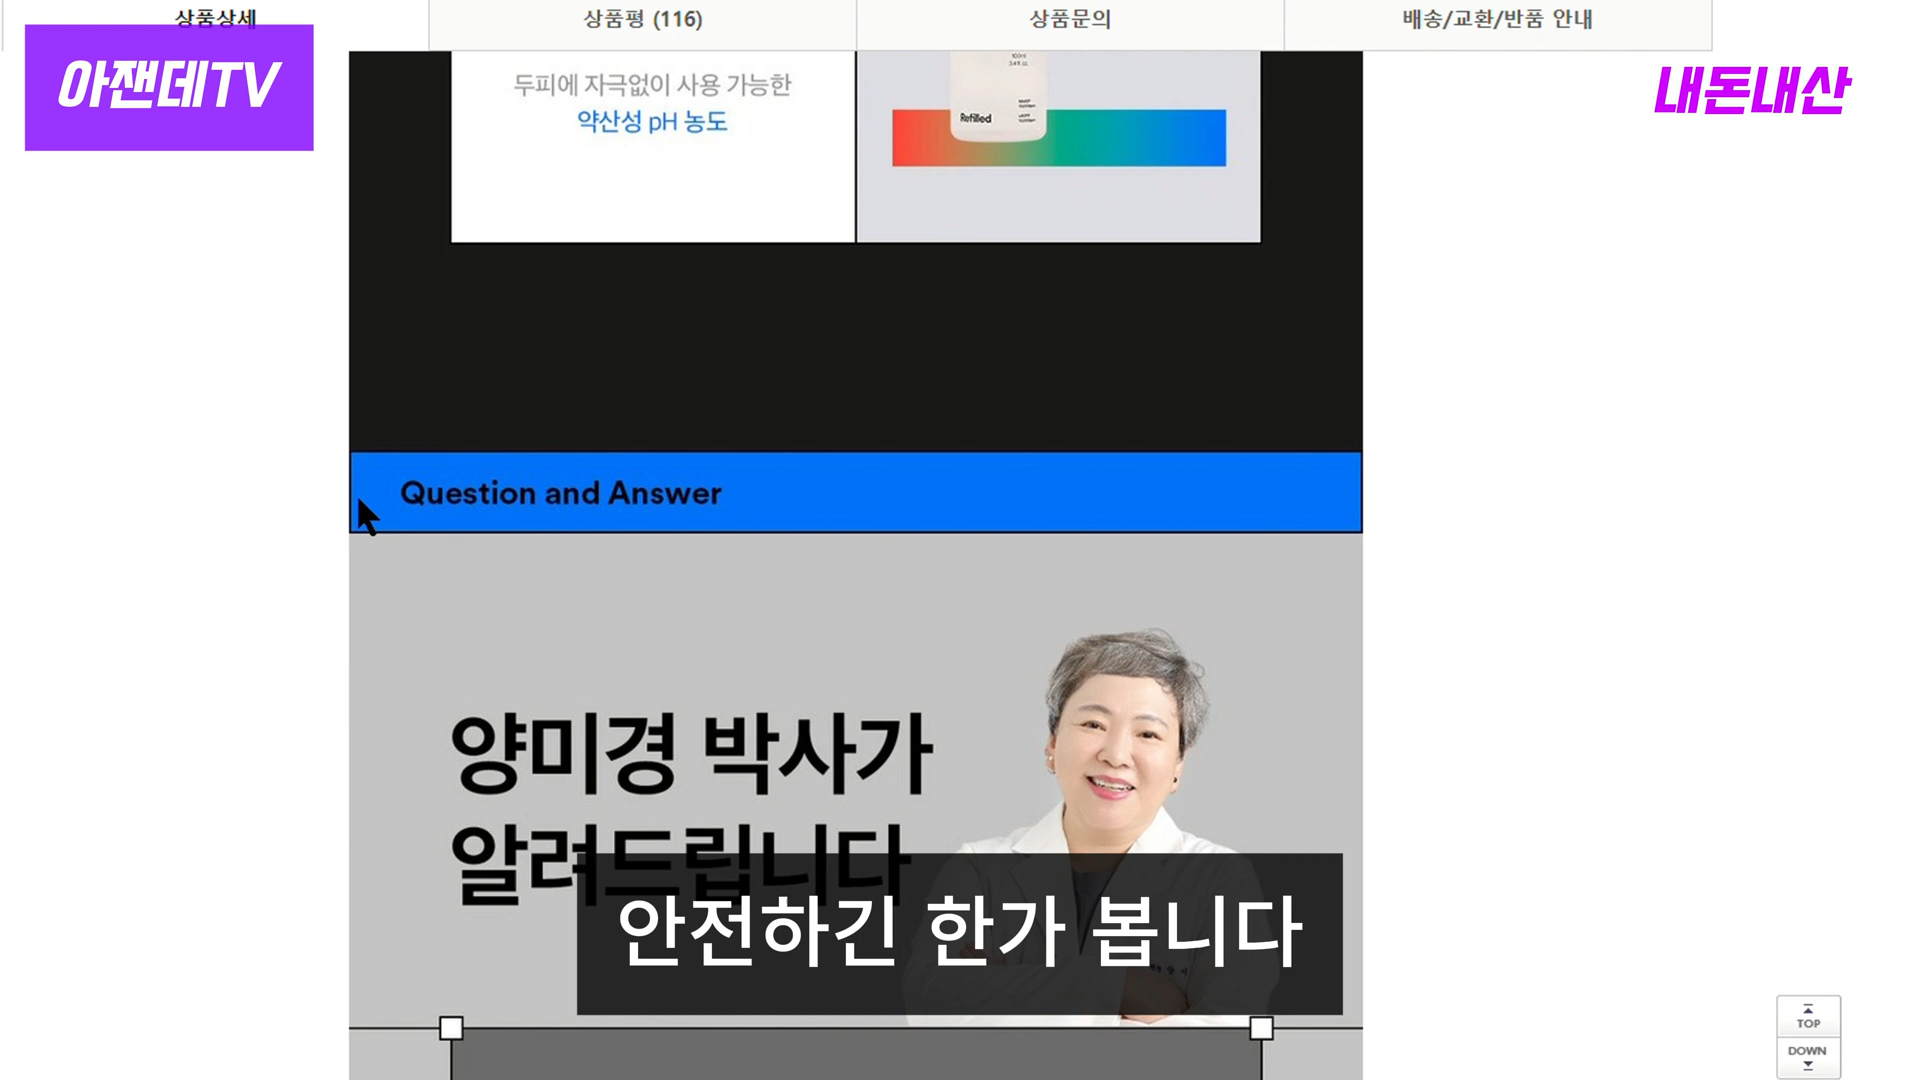 상품상세
상품평 (116)
상품문의
배송/교환/반품 안내
아잰데TV
내돈내산
두피에 자극없이 사용 가능한
약산성 pH 농도
100ml
Refilled
Question and Answer
양미경 박사가
알려드립니다
안전하긴 한가 봅니다
TOP
DOWN